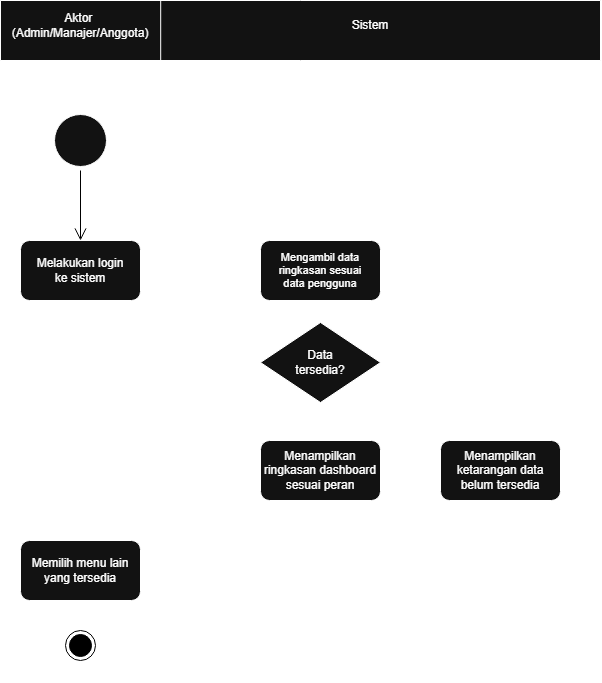 Aktor
(Admin/Manajer/Anggota)
Sistem
Melakukan login
ke sistem
Mengambil data
ringkasan sesuai
data pengguna
Data
tersedia?
Menampilkan
ringkasan dashboard
sesuai peran
Menampilkan
ketarangan data
belum tersedia
Memilih menu lain
yang tersedia